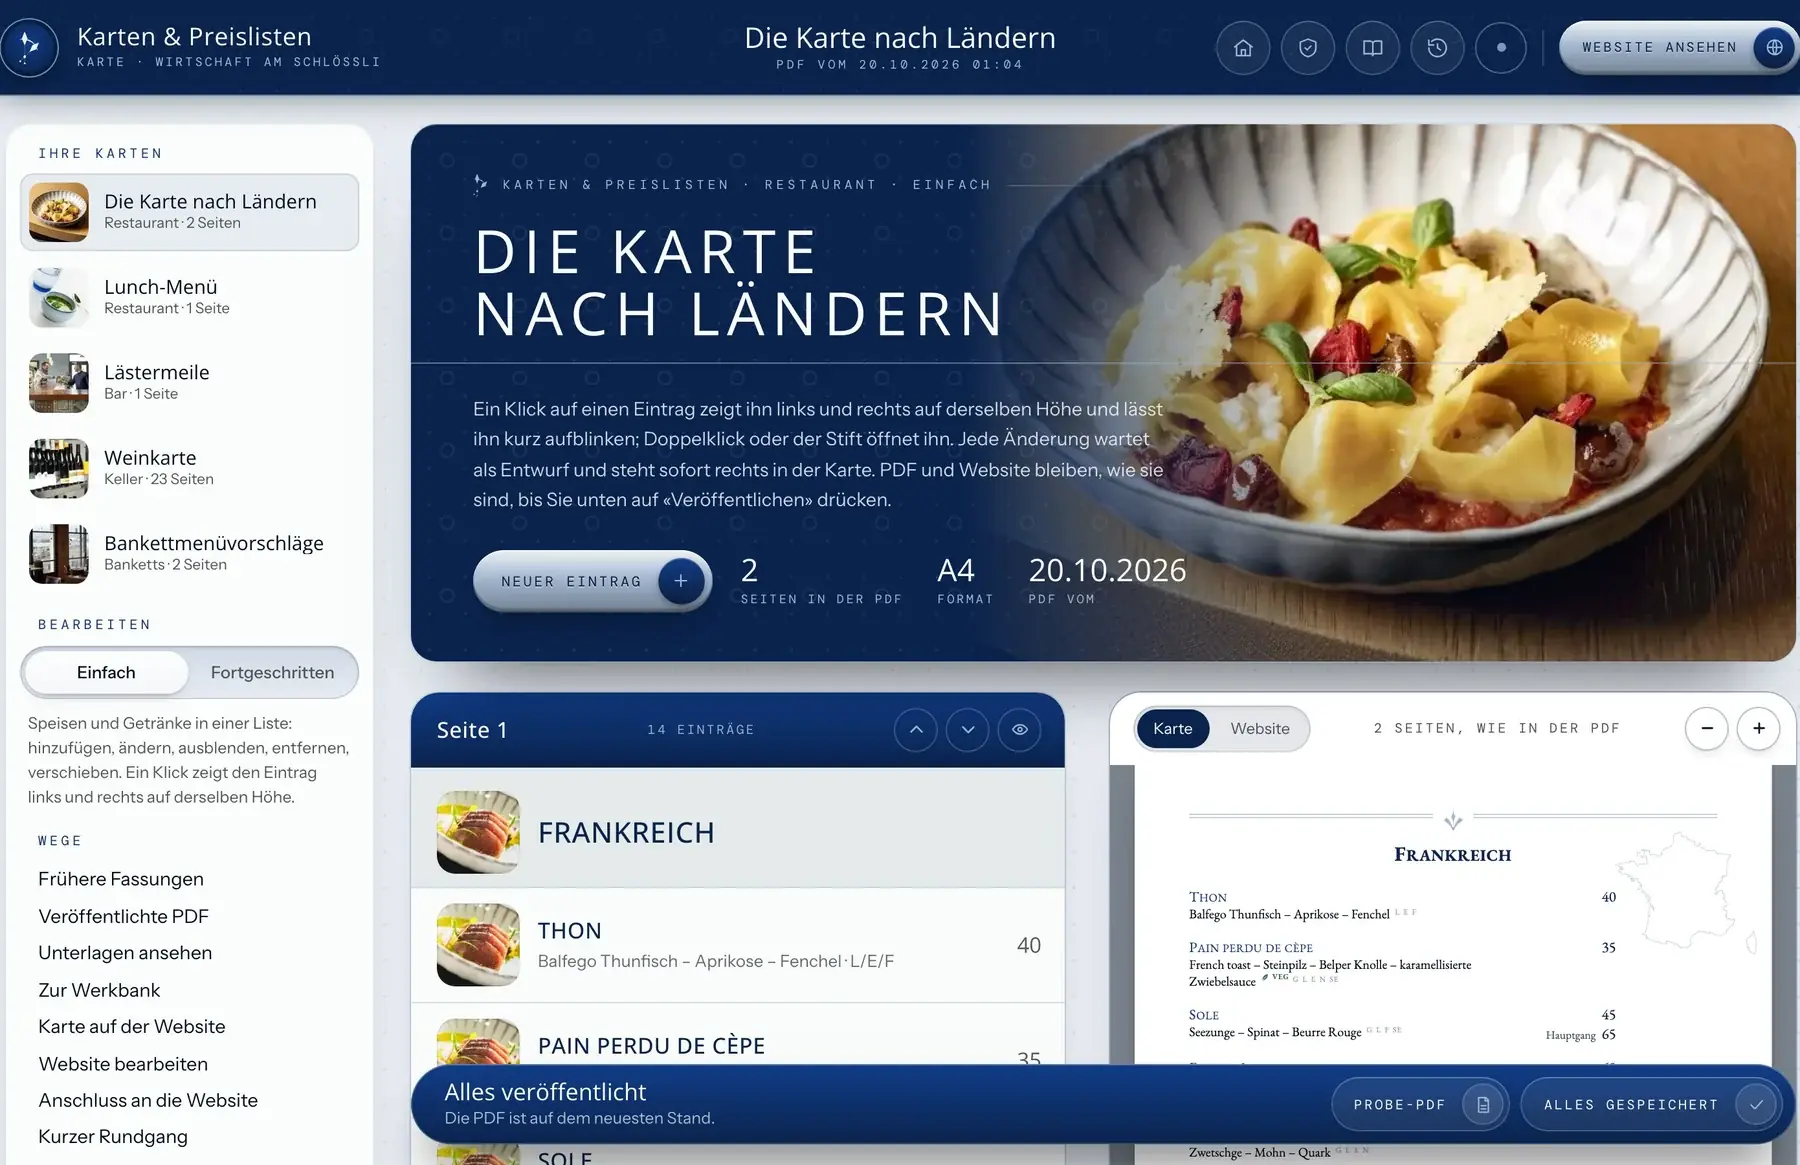 Karten & Preislisten
KARTE · WIRTSCHAFT AM SCHLÖSSLI
Die Karte nach Ländern
PDF VOM 20.10.2026 01:04
WEBSITE ANSEHEN
IHRE KARTEN
Die Karte nach Ländern
Restaurant · 2 Seiten
Lunch-Menü
Restaurant · 1 Seite
Lästermeile
Bar · 1 Seite
Weinkarte
Keller · 23 Seiten
Bankettmenüvorschläge
Banketts · 2 Seiten
BEARBEITEN
Einfach
Fortgeschritten
Speisen und Getränke in einer Liste:
hinzufügen, ändern, ausblenden, entfernen,
verschieben. Ein Klick zeigt den Eintrag
links und rechts auf derselben Höhe.
WEGE
Frühere Fassungen
Veröffentlichte PDF
Unterlagen ansehen
Zur Werkbank
Karte auf der Website
Website bearbeiten
Anschluss an die Website
Kurzer Rundgang
KARTEN & PREISLISTEN · RESTAURANT · EINFACH
DIE KARTE
NACH LÄNDERN
Ein Klick auf einen Eintrag zeigt ihn links und rechts auf derselben Höhe und lässt
ihn kurz aufblinken; Doppelklick oder der Stift öffnet ihn. Jede Änderung wartet
als Entwurf und steht sofort rechts in der Karte. PDF und Website bleiben, wie sie
sind, bis Sie unten auf «Veröffentlichen» drücken.
NEUER EINTRAG
2
SEITEN IN DER PDF
A4
FORMAT
20.10.2026
PDF VOM
Seite 1
14 EINTRÄGE
FRANKREICH
THON
Balfego Thunfisch – Aprikose – Fenchel · L/E/F
40
PAIN PERDU DE CÈPE
35
SOLE
Karte
Website
2 SEITEN, WIE IN DER PDF
FRANKREICH
THON 40
Balfego Thunfisch – Aprikose – Fenchel L E F
PAIN PERDU DE CÈPE 35
French toast – Steinpilz – Belper Knolle – karamellisierte
Zwiebelsauce VEG G L E N SE
SOLE 45
Seezunge – Spinat – Beurre Rouge G L F SE
Hauptgang 65
Zwetschge – Mohn – Quark G L E N
Alles veröffentlicht
Die PDF ist auf dem neuesten Stand.
PROBE-PDF
ALLES GESPEICHERT